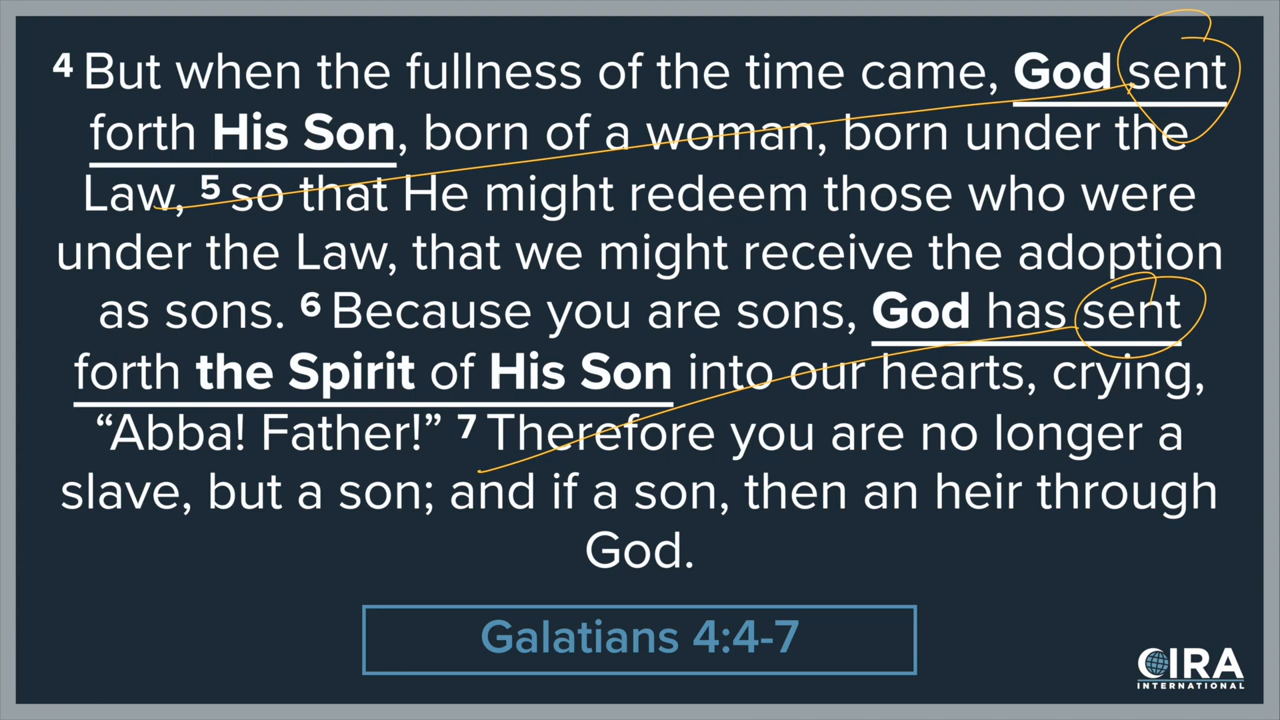 4 But when the fullness of the time came, God sent
forth His Son, born of a woman, born under the
Law, 5 so that He might redeem those who were
under the Law, that we might receive the adoption
as sons. 6 Because you are sons, God has sent
forth the Spirit of His Son into our hearts, crying,
“Abba! Father!” 7 Therefore you are no longer a
slave, but a son; and if a son, then an heir through
God.
Galatians 4:4-7
CIRA
INTERNATIONAL